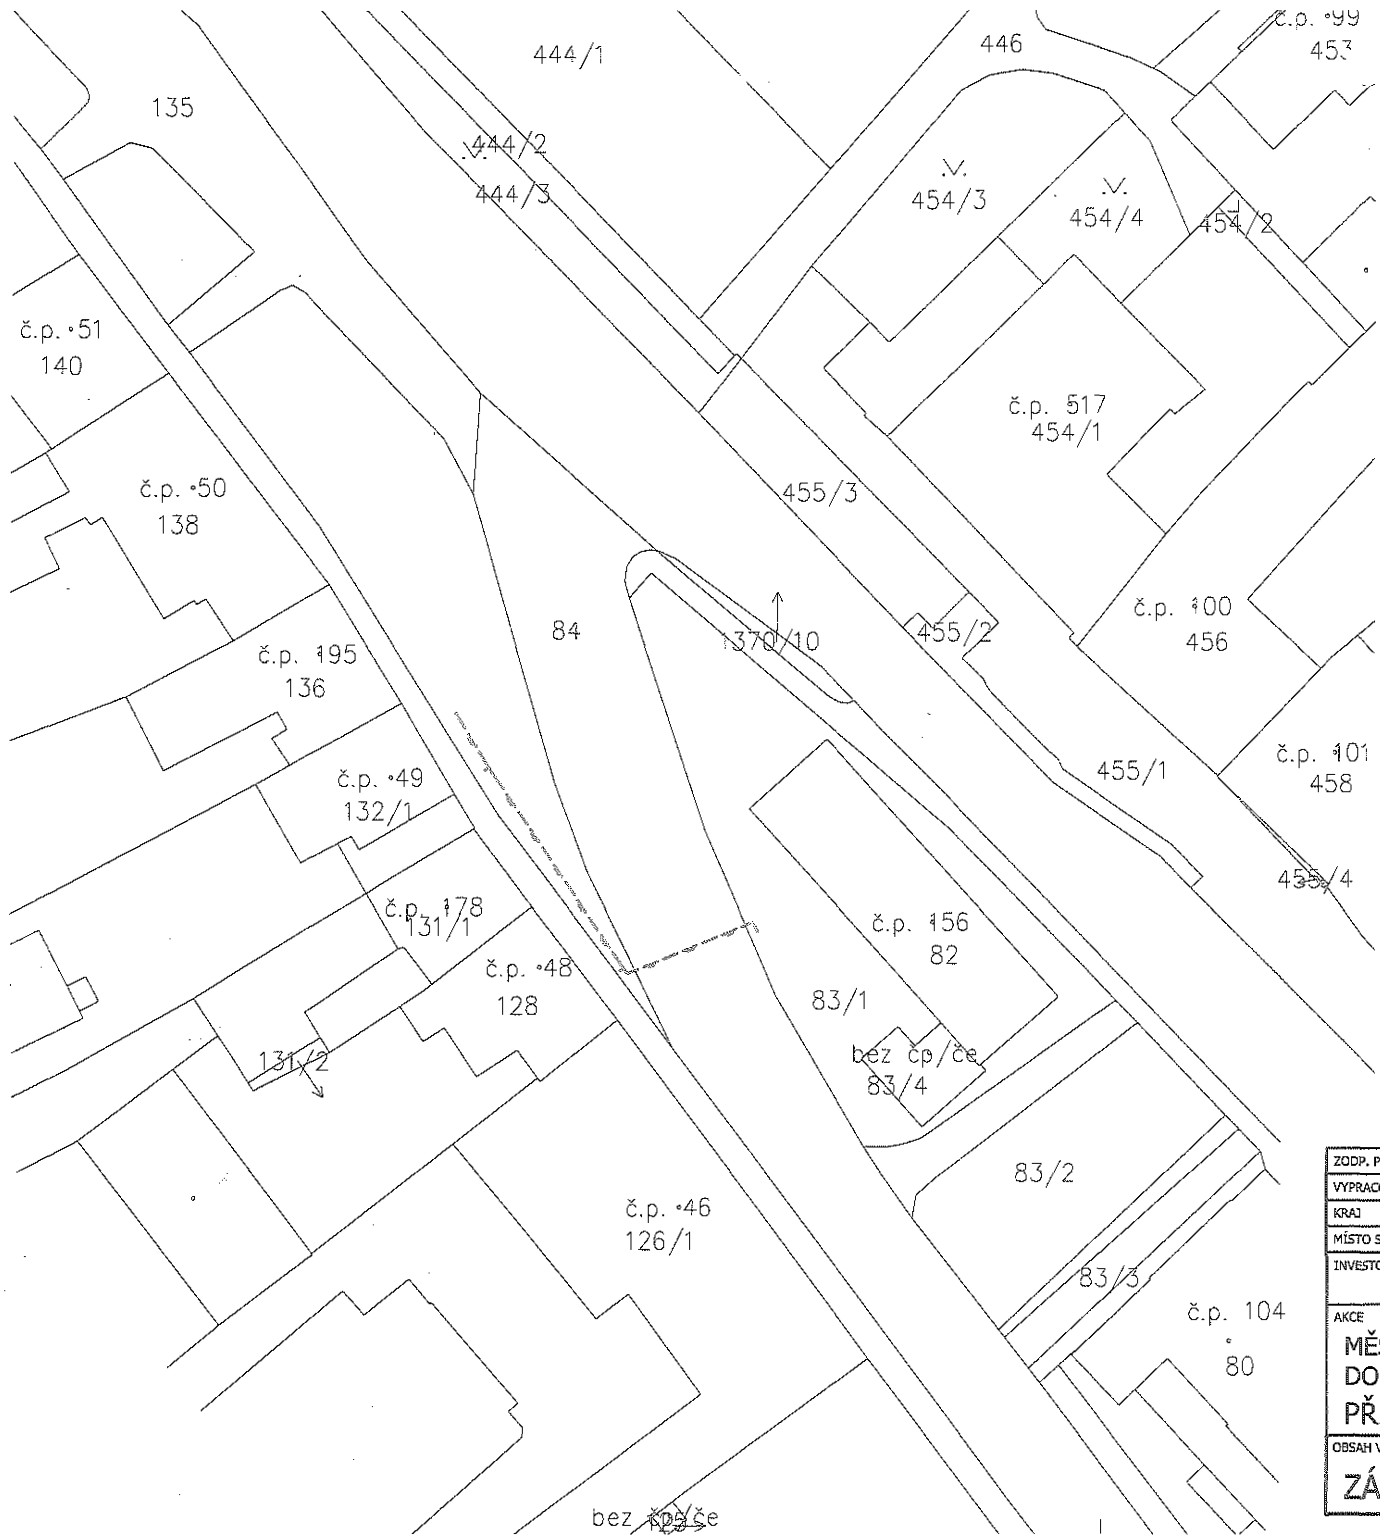 č.p. 99
453
446
444/1
135
444/2
444/3
454/3
454/4
454/2
č.p. 51
140
č.p. 517
454/1
č.p. 50
138
455/3
č.p. 100
456
84
1370/10
455/2
č.p. 195
136
č.p. 49
132/1
455/1
č.p. 101
458
455/4
č.p. 178
131/1
č.p. 156
82
č.p. 48
128
83/1
bez čp/če
83/4
131/2
83/2
č.p. 46
126/1
83/3
č.p. 104
80
bez čp/če
ZODP. P
VYPRACO
KRAJ
MÍSTO S
INVESTO
AKCE
MĚS
DO
PŘ
OBSAH V
ZÁ